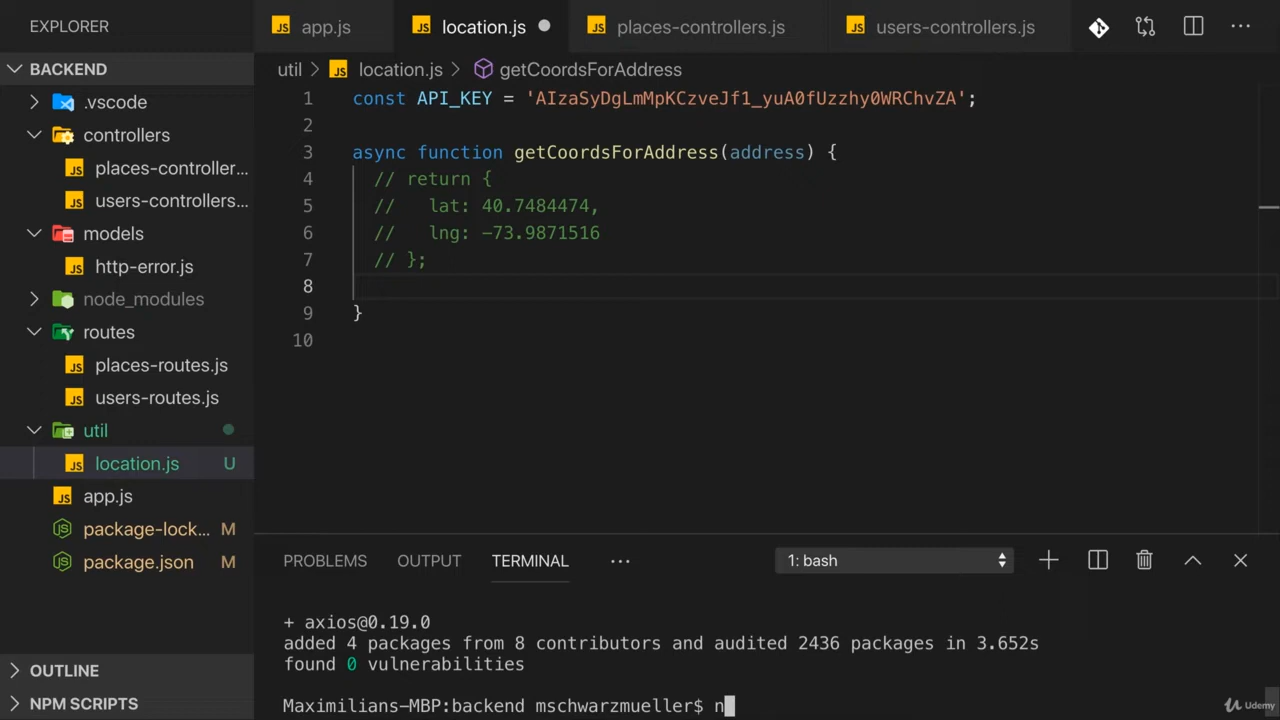 EXPLORER
BACKEND
.vscode
controllers
places-controller...
users-controllers...
models
http-error.js
node_modules
routes
places-routes.js
users-routes.js
util
location.js U
app.js
package-lock... M
package.json M
OUTLINE
NPM SCRIPTS
JS app.js
JS location.js
JS places-controllers.js
JS users-controllers.js
...
util > JS location.js > getCoordsForAddress
1 const API_KEY = 'AIzaSyDgLmMpKCzveJf1_yuA0fUzzhy0WRChvZA';
2
3 async function getCoordsForAddress(address) {
4 // return {
5 //   lat: 40.7484474,
6 //   lng: -73.9871516
7 // };
8
9 }
10
PROBLEMS OUTPUT TERMINAL ... 1: bash
+ axios@0.19.0
added 4 packages from 8 contributors and audited 2436 packages in 3.652s
found 0 vulnerabilities
Maximilians-MBP:backend mschwarzmueller$ n
Udemy